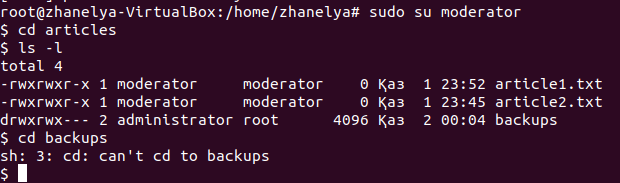 root@zhanelya-VirtualBox:/home/zhanelya# sudo su moderator
$ cd articles
$ ls -l
total 4
-rwxrwxr-x 1 moderator     moderator    0 Қаз  1 23:52 article1.txt
-rwxrwxr-x 1 moderator     moderator    0 Қаз  1 23:45 article2.txt
drwxrwx--- 2 administrator root      4096 Қаз  2 00:04 backups
$ cd backups
sh: 3: cd: can't cd to backups
$